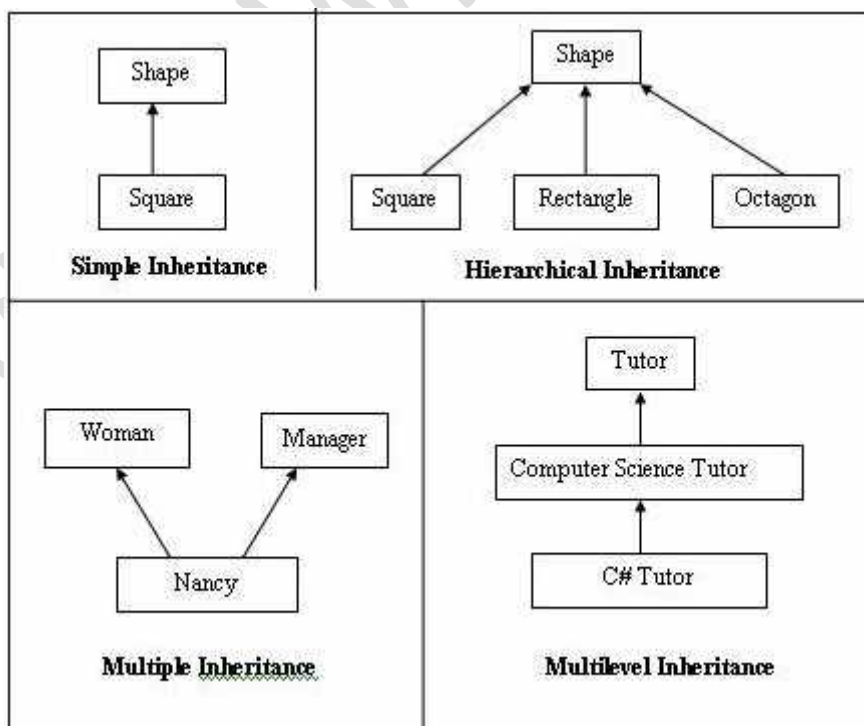 Shape
Square
Simple Inheritance
Shape
Square Rectangle Octagon
Hierarchical Inheritance
Woman Manager
Nancy
Multiple Inheritance
Tutor
Computer Science Tutor
C# Tutor
Multilevel Inheritance